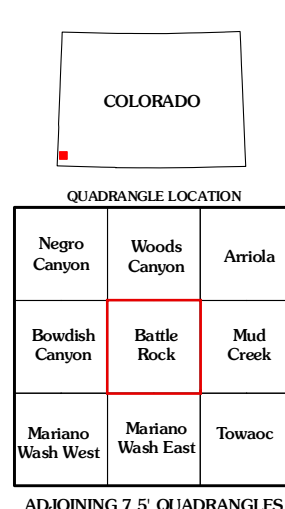 COLORADO
QUADRANGLE LOCATION
Negro
Canyon
Woods
Canyon
Arriola
Bowdish
Canyon
Battle
Rock
Mud
Creek
Mariano
Wash West
Mariano
Wash East
Towaoc
ADJOINING 7.5' QUADRANGLES